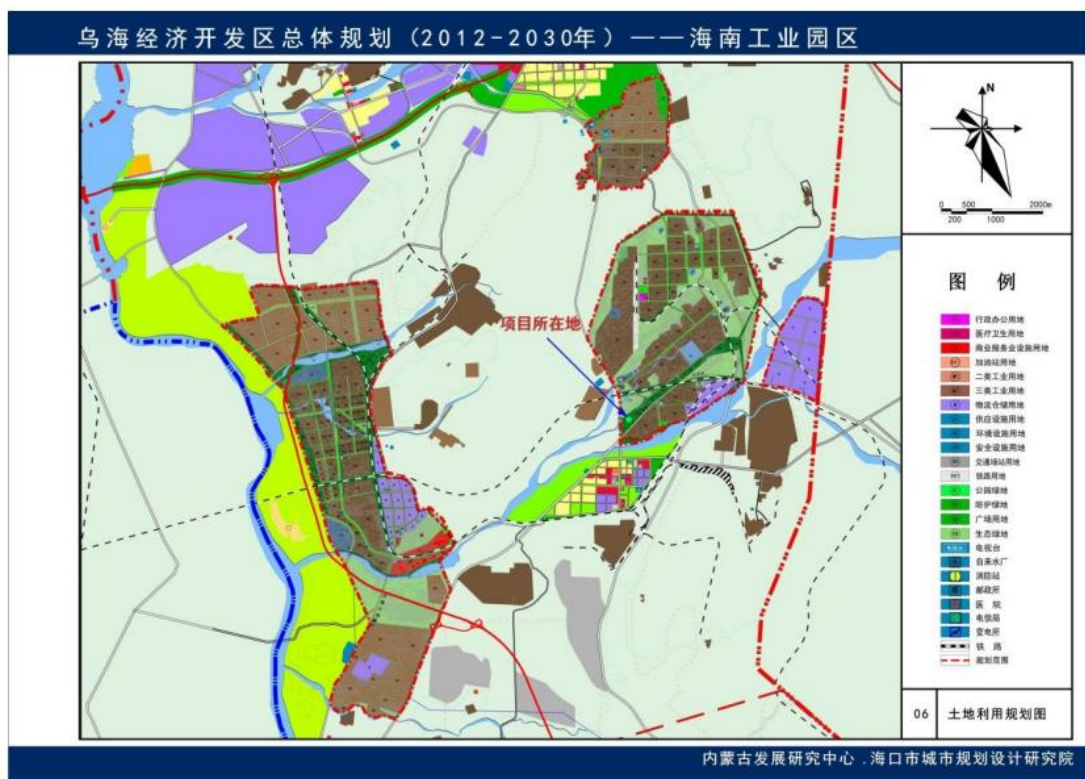 乌海经济开发区总体规划（2012-2030年）——海南工业园区
N
0 500 2000m
200 1000
项目所在地
图 例
行政办公用地
医疗卫生用地
商业服务业设施用地
加油站用地
二类工业用地
三类工业用地
物流仓储用地
供应设施用地
环境设施用地
安全设施用地
交通场站用地
铁路用地
公园绿地
防护绿地
广场用地
生态绿地
电视台
自来水厂
消防站
邮政所
医 院
电信局
变电所
铁 路
规划范围
06 土地利用规划图
内蒙古发展研究中心 .海口市城市规划设计研究院